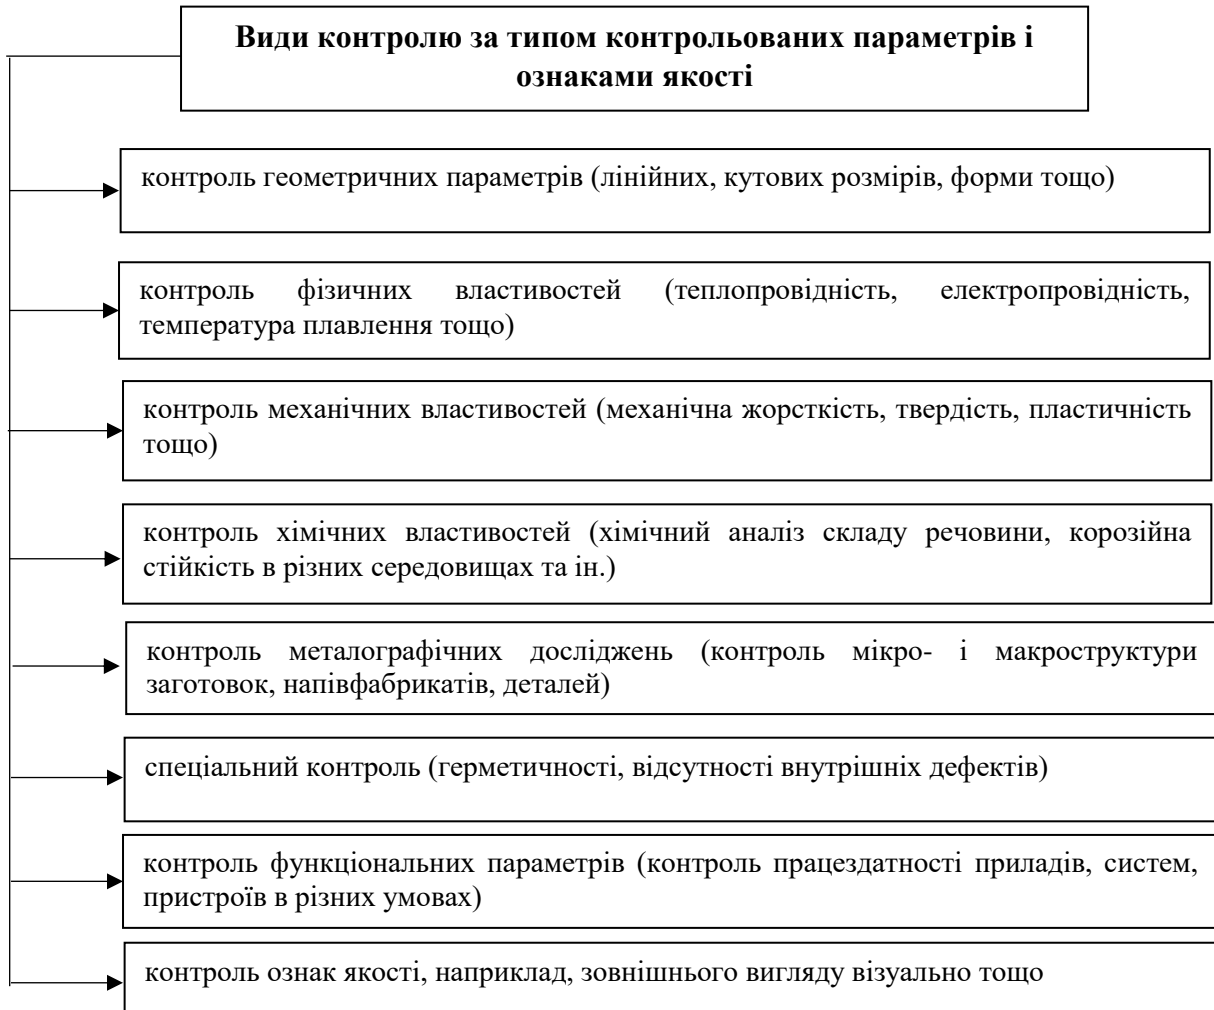 Види контролю за типом контрольованих параметрів і
ознаками якості
контроль геометричних параметрів (лінійних, кутових розмірів, форми тощо)
контроль фізичних властивостей (теплопровідність, електропровідність,
температура плавлення тощо)
контроль механічних властивостей (механічна жорсткість, твердість, пластичність
тощо)
контроль хімічних властивостей (хімічний аналіз складу речовини, корозійна
стійкість в різних середовищах та ін.)
контроль металографічних досліджень (контроль мікро- і макроструктури
заготовок, напівфабрикатів, деталей)
спеціальний контроль (герметичності, відсутності внутрішніх дефектів)
контроль функціональних параметрів (контроль працездатності приладів, систем,
пристроїв в різних умовах)
контроль ознак якості, наприклад, зовнішнього вигляду візуально тощо